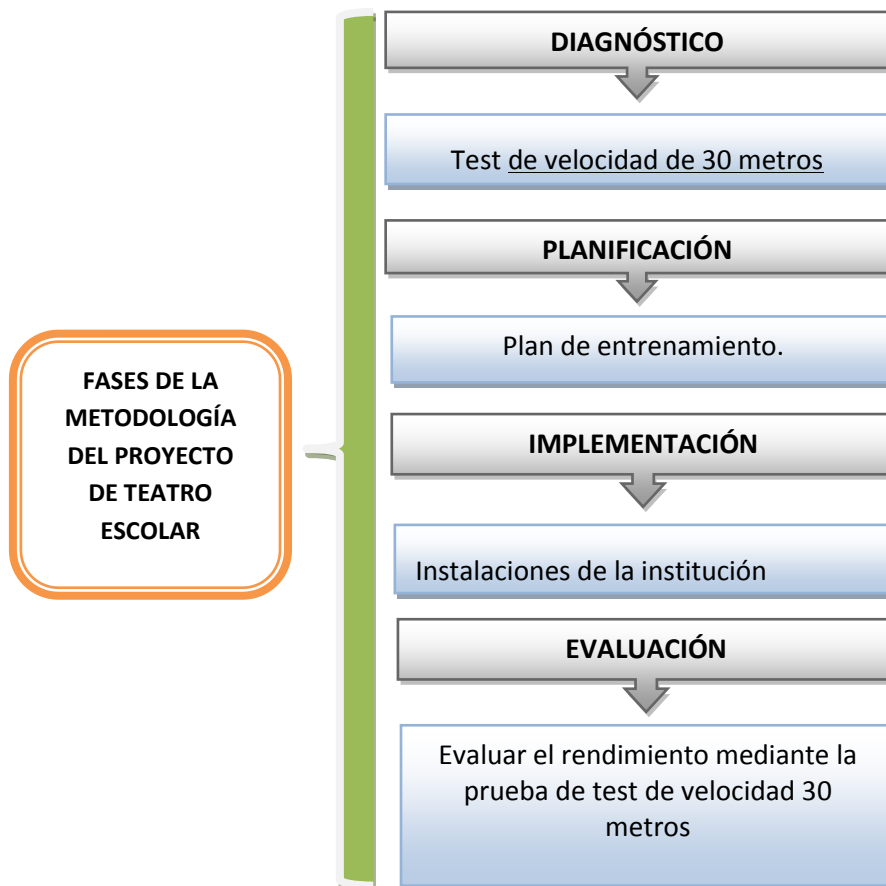 FASES DE LA
METODOLOGÍA
DEL PROYECTO
DE TEATRO
ESCOLAR
DIAGNÓSTICO
Test de velocidad de 30 metros
PLANIFICACIÓN
Plan de entrenamiento.
IMPLEMENTACIÓN
Instalaciones de la institución
EVALUACIÓN
Evaluar el rendimiento mediante la
prueba de test de velocidad 30
metros